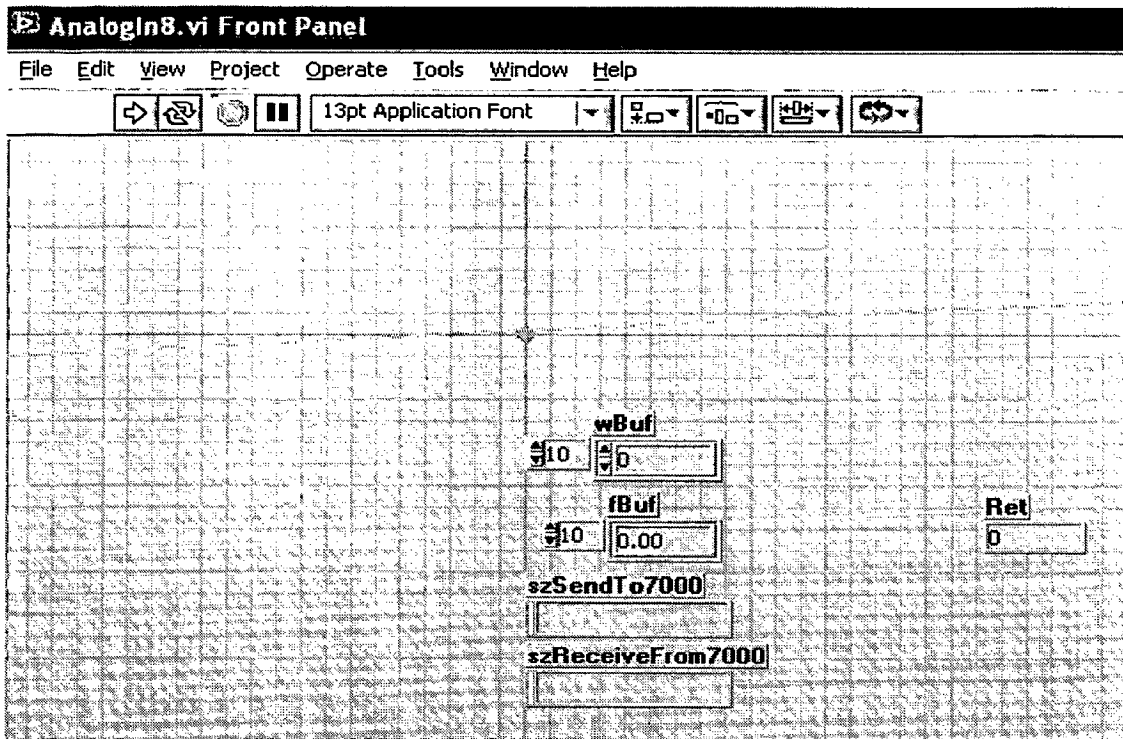 AnalogIn8.vi Front Panel
File Edit View Project Operate Tools Window Help
13pt Application Font
wBuf
10 0
fBuf
10 0.00
Ret
0
szSendTo7000
szReceiveFrom7000